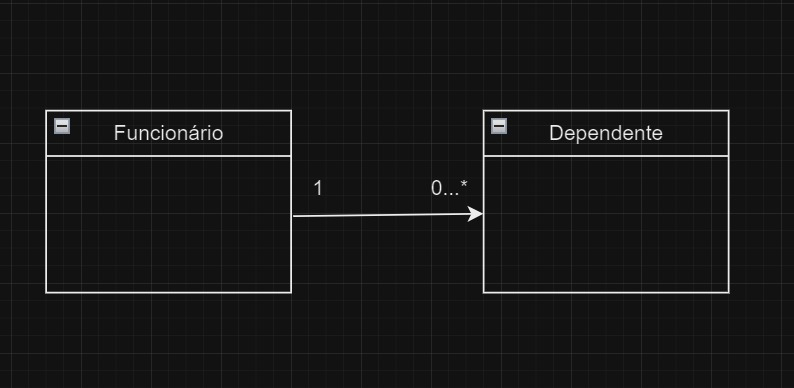 Funcionário
Dependente
1
0...*